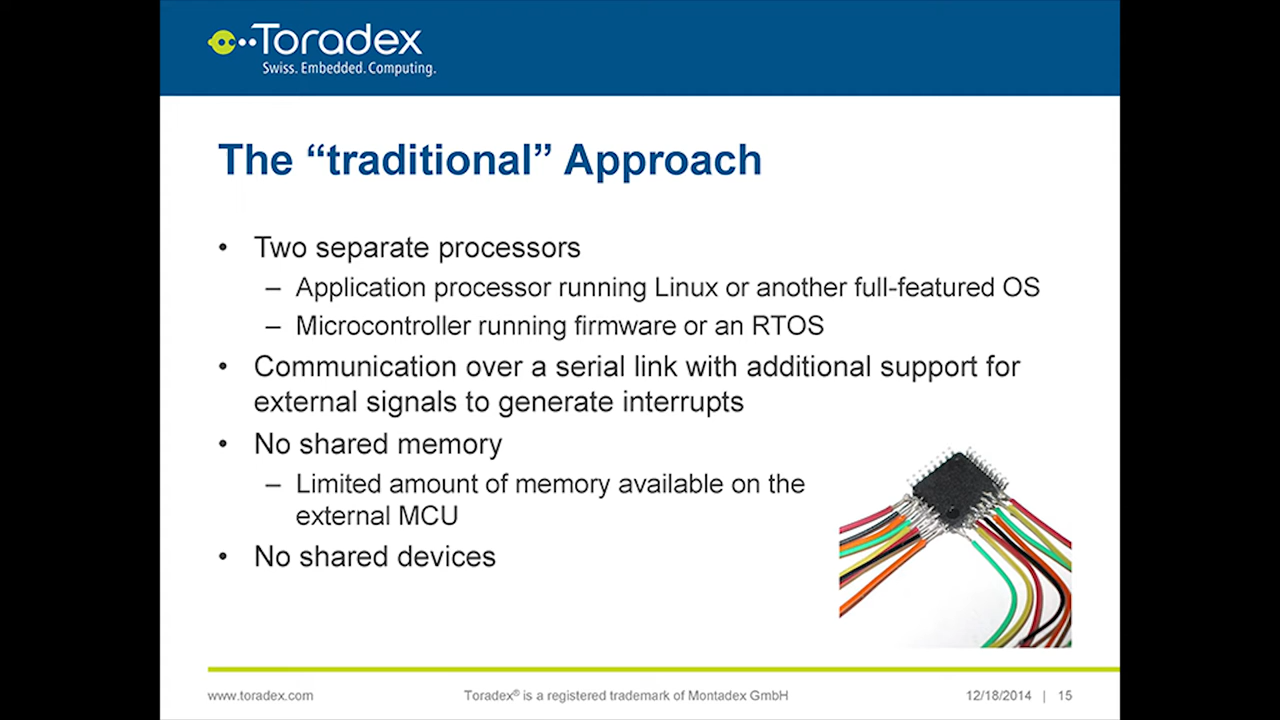 Toradex
Swiss. Embedded. Computing.
The “traditional” Approach
• Two separate processors
– Application processor running Linux or another full-featured OS
– Microcontroller running firmware or an RTOS
• Communication over a serial link with additional support for
external signals to generate interrupts
• No shared memory
– Limited amount of memory available on the
external MCU
• No shared devices
www.toradex.com Toradex® is a registered trademark of Montadex GmbH 12/18/2014 | 15